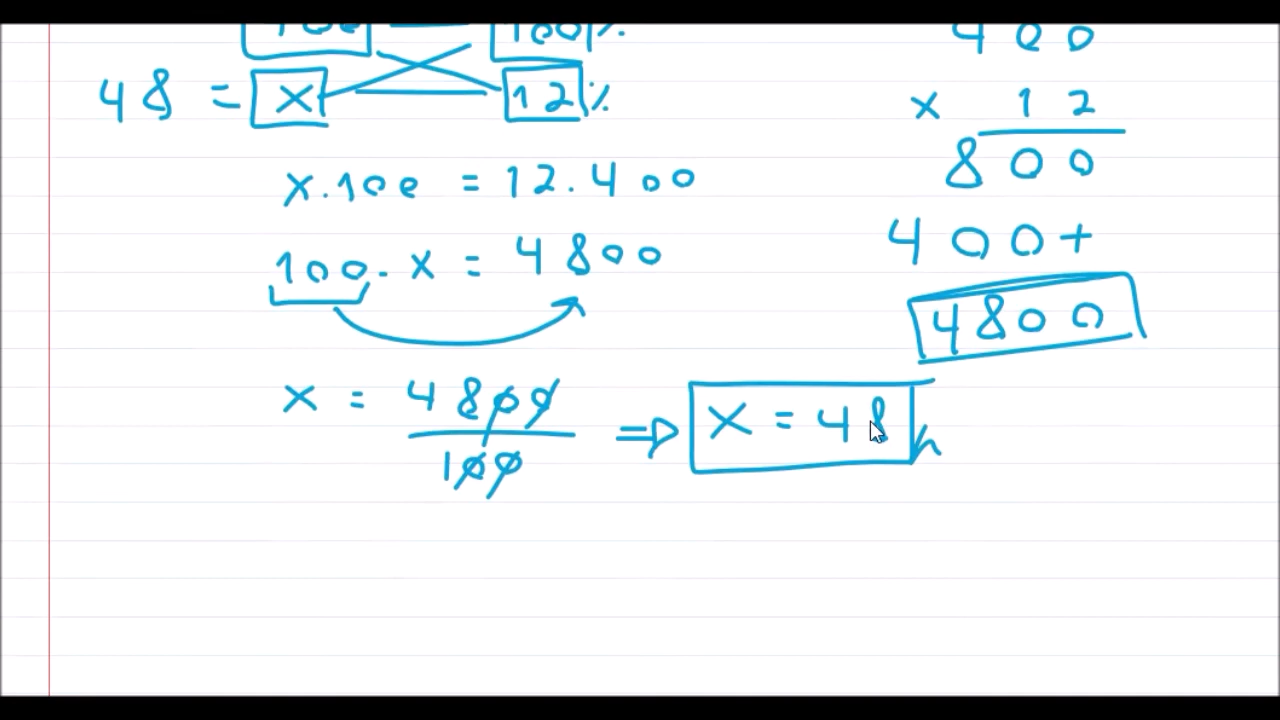 48 = x 12%
x.100 = 12.400
100. x = 4800
x = 4800
100
⇒ x = 48
400
x 12
800
400+
4800